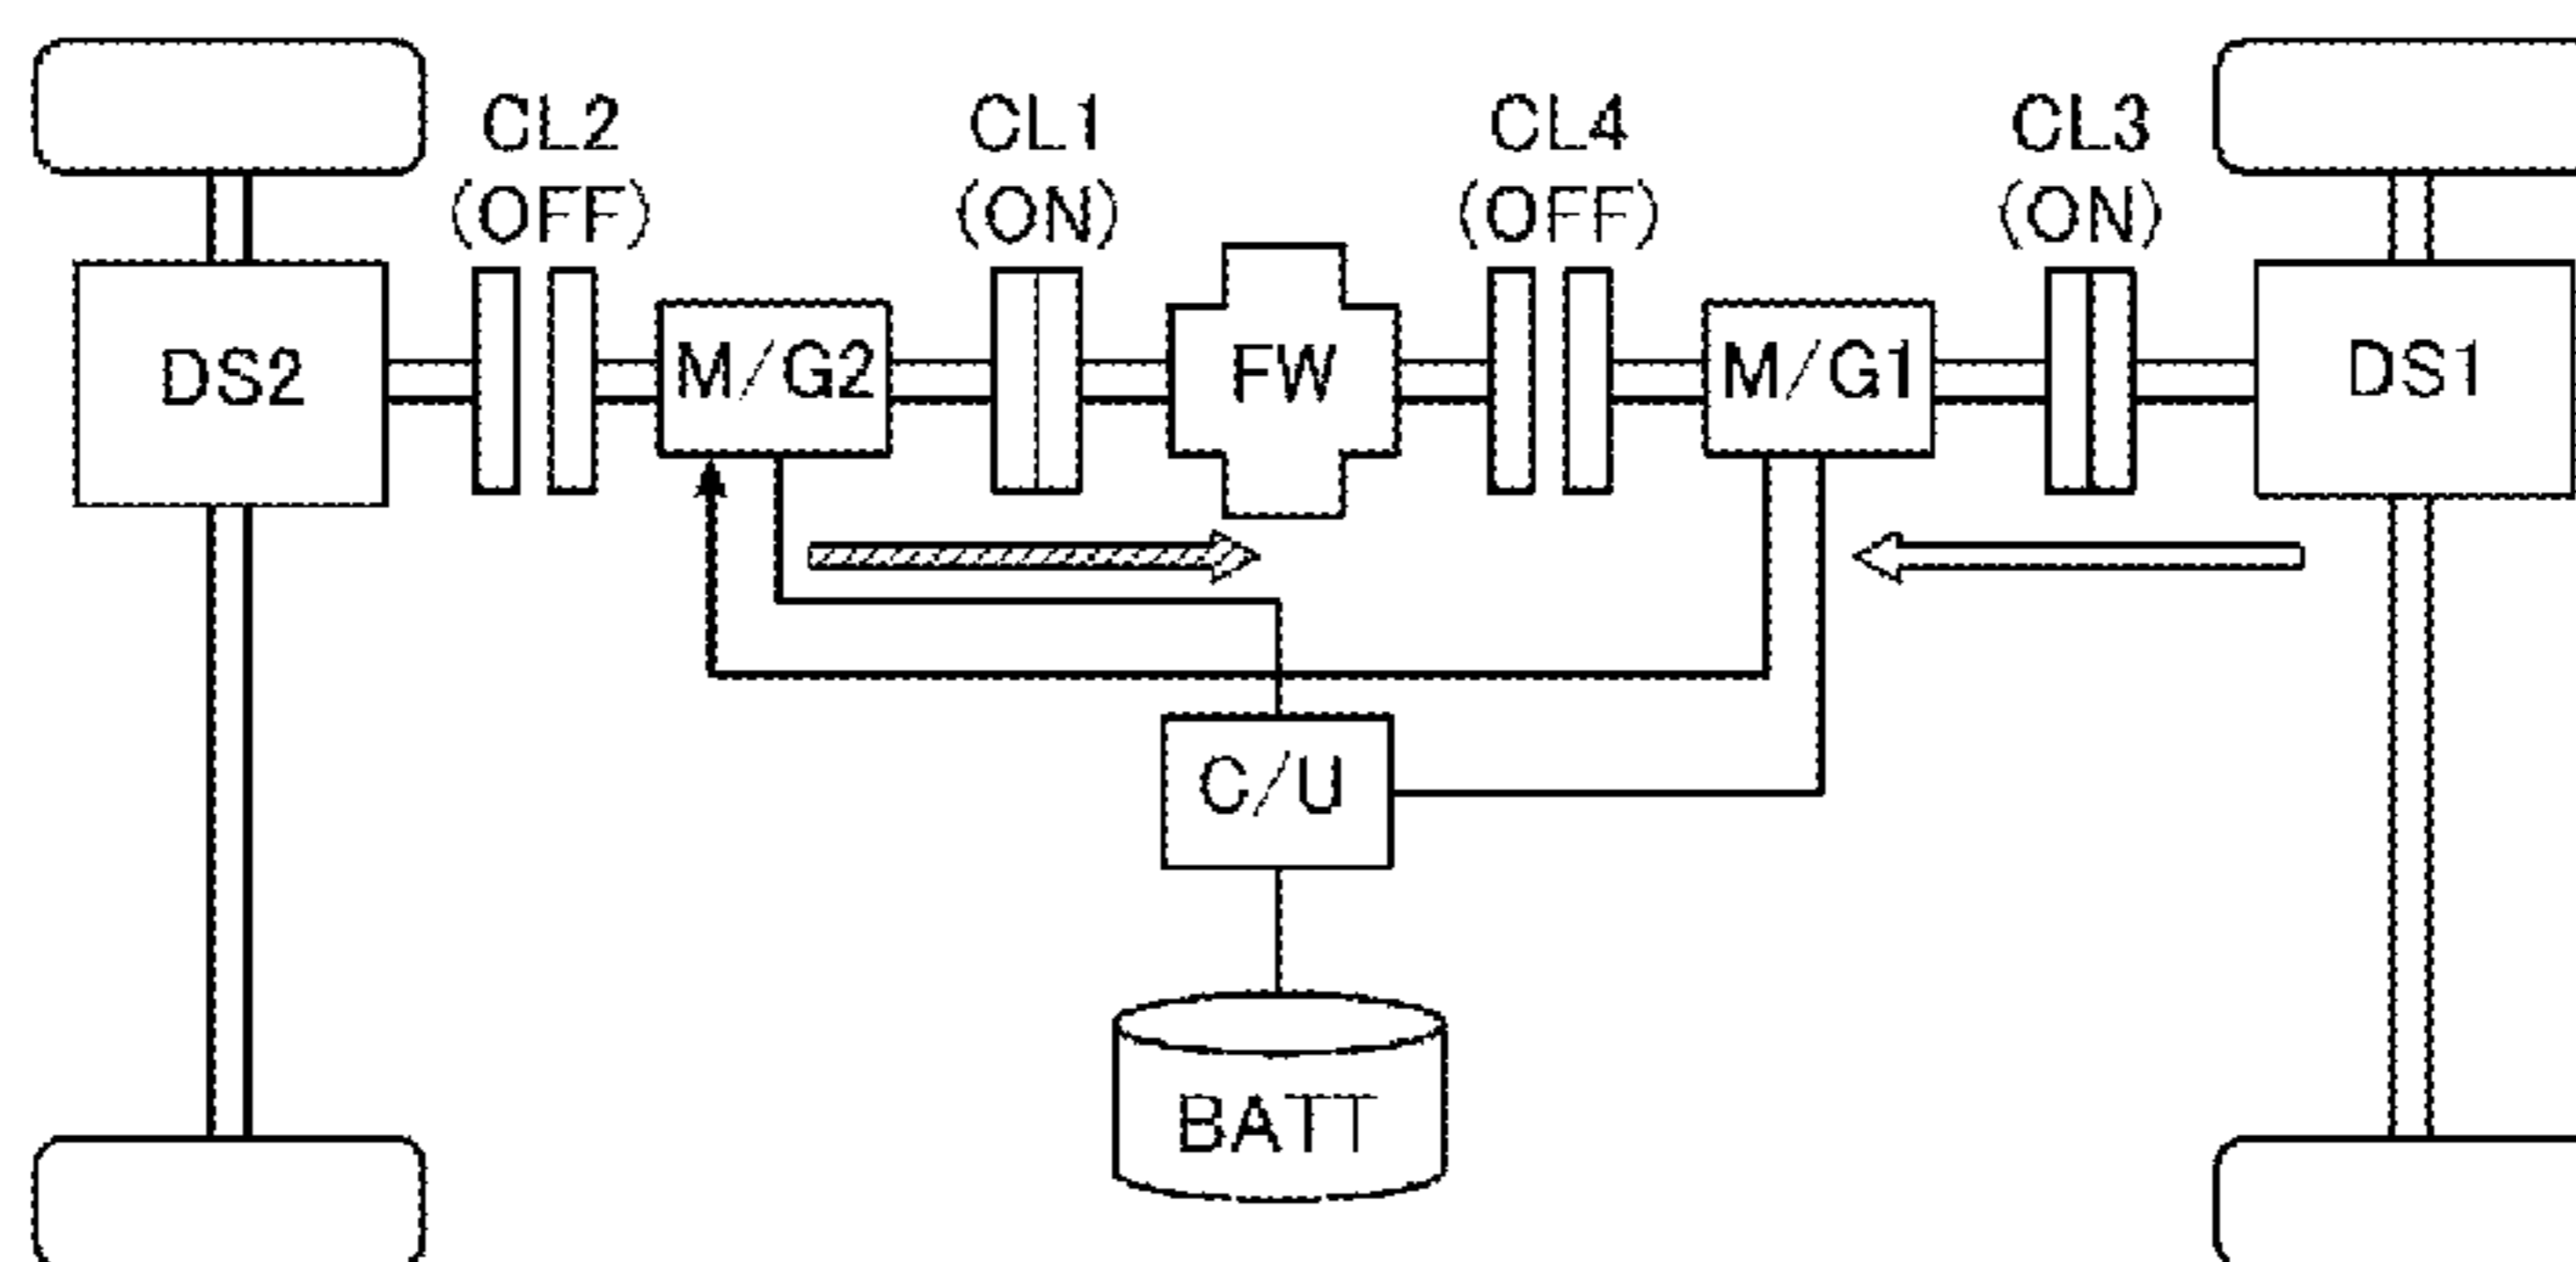 CL2
(OFF)
CL1
(ON)
CL4
(OFF)
CL3
(ON)
DS2
M/G2
FW
M/G1
DS1
C/U
BATT